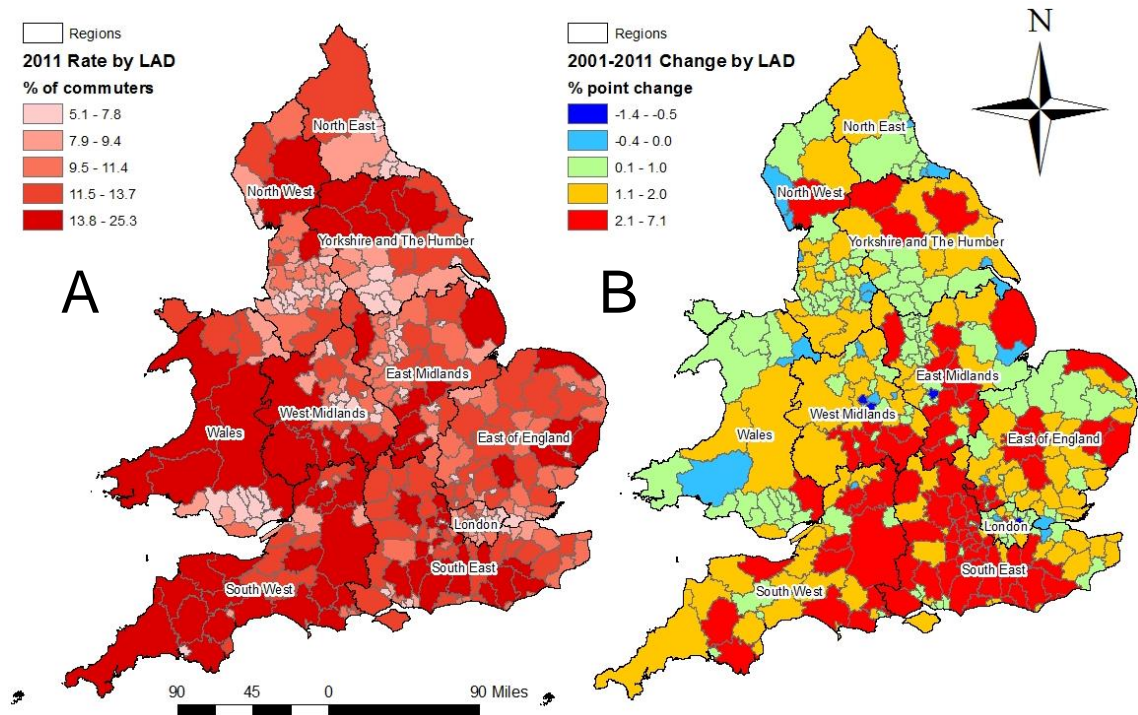 Regions
2011 Rate by LAD
% of commuters
5.1 - 7.8
7.9 - 9.4
9.5 - 11.4
11.5 - 13.7
13.8 - 25.3
A
North East
North West
Yorkshire and The Humber
East Midlands
West Midlands
Wales
East of England
London
South East
South West
90 45 0 90 Miles
Regions
2001-2011 Change by LAD
% point change
-1.4 - -0.5
-0.4 - 0.0
0.1 - 1.0
1.1 - 2.0
2.1 - 7.1
N
B
North East
North West
Yorkshire and The Humber
East Midlands
West Midlands
Wales
East of England
London
South East
South West